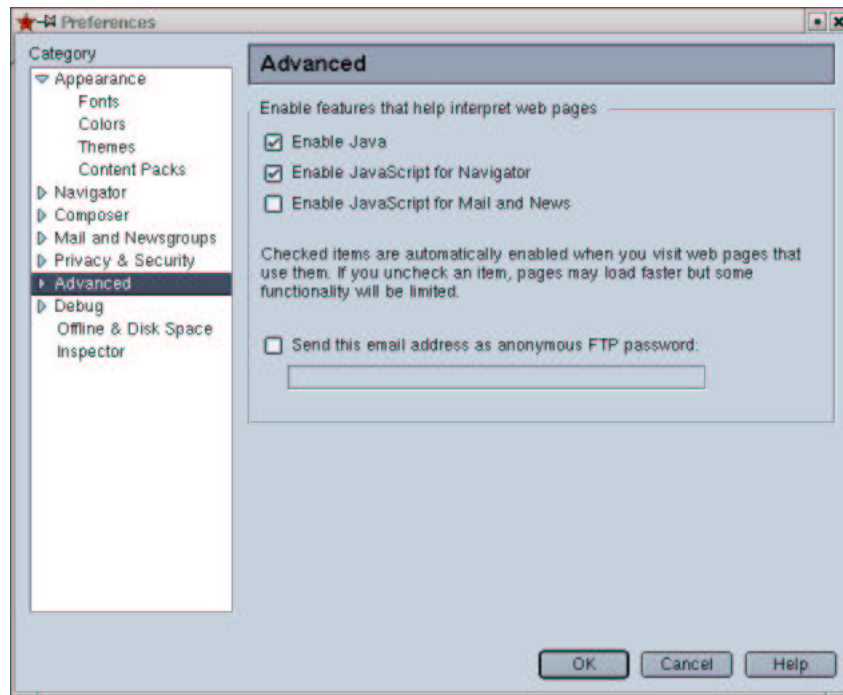 Preferences
Category
Appearance
Fonts
Colors
Themes
Content Packs
Navigator
Composer
Mail and Newsgroups
Privacy & Security
Advanced
Debug
Offline & Disk Space
Inspector
Advanced
Enable features that help interpret web pages
Enable Java
Enable JavaScript for Navigator
Enable JavaScript for Mail and News
Checked items are automatically enabled when you visit web pages that
use them. If you uncheck an item, pages may load faster but some
functionality will be limited.
Send this email address as anonymous FTP password:
OK
Cancel
Help